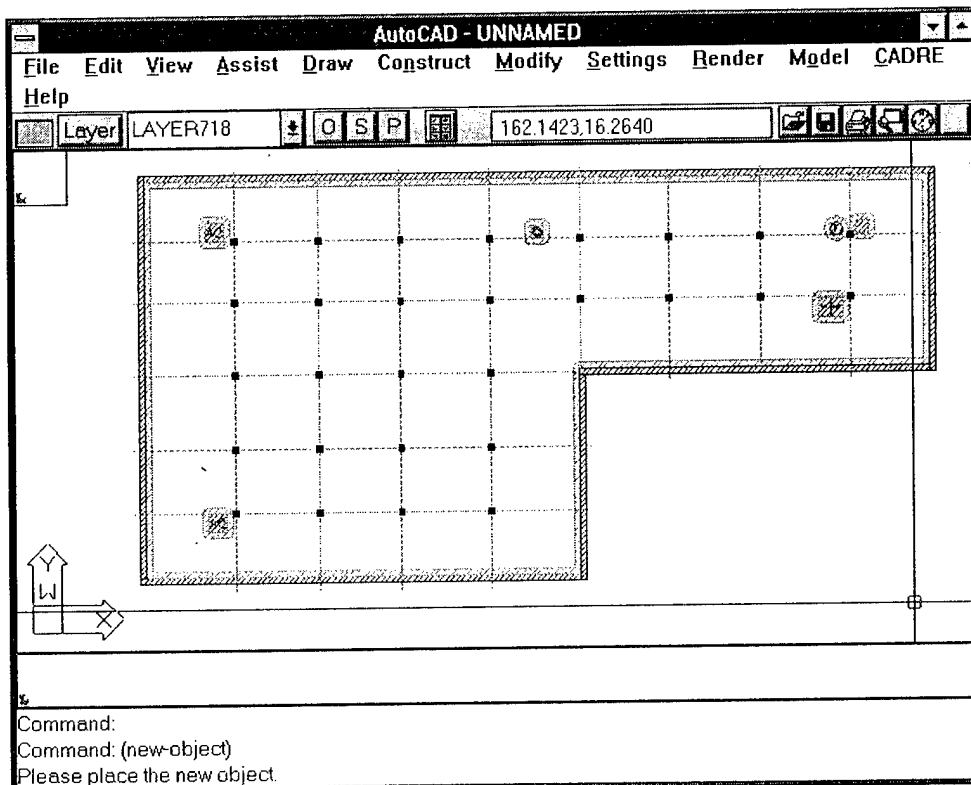 AutoCAD - UNNAMED
File Edit View Assist Draw Construct Modify Settings Render Model CADRE
Help
Layer LAYER718 O S P 162.1423,16.2640
Y
W
X
Command:
Command: (new-object)
Please place the new object.